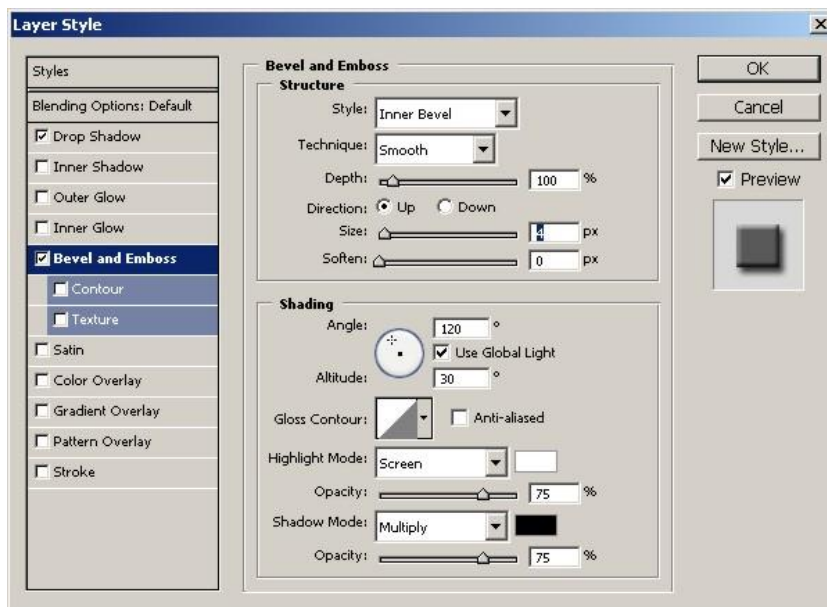 Layer Style
Styles
Blending Options: Default
Drop Shadow
Inner Shadow
Outer Glow
Inner Glow
Bevel and Emboss
Contour
Texture
Satin
Color Overlay
Gradient Overlay
Pattern Overlay
Stroke
Bevel and Emboss
Structure
Style: Inner Bevel
Technique: Smooth
Depth: 100 %
Direction: Up Down
Size: 4 px
Soften: 0 px
Shading
Angle: 120 °
Use Global Light
Altitude: 30 °
Gloss Contour: Anti-aliased
Highlight Mode: Screen
Opacity: 75 %
Shadow Mode: Multiply
Opacity: 75 %
OK
Cancel
New Style...
Preview